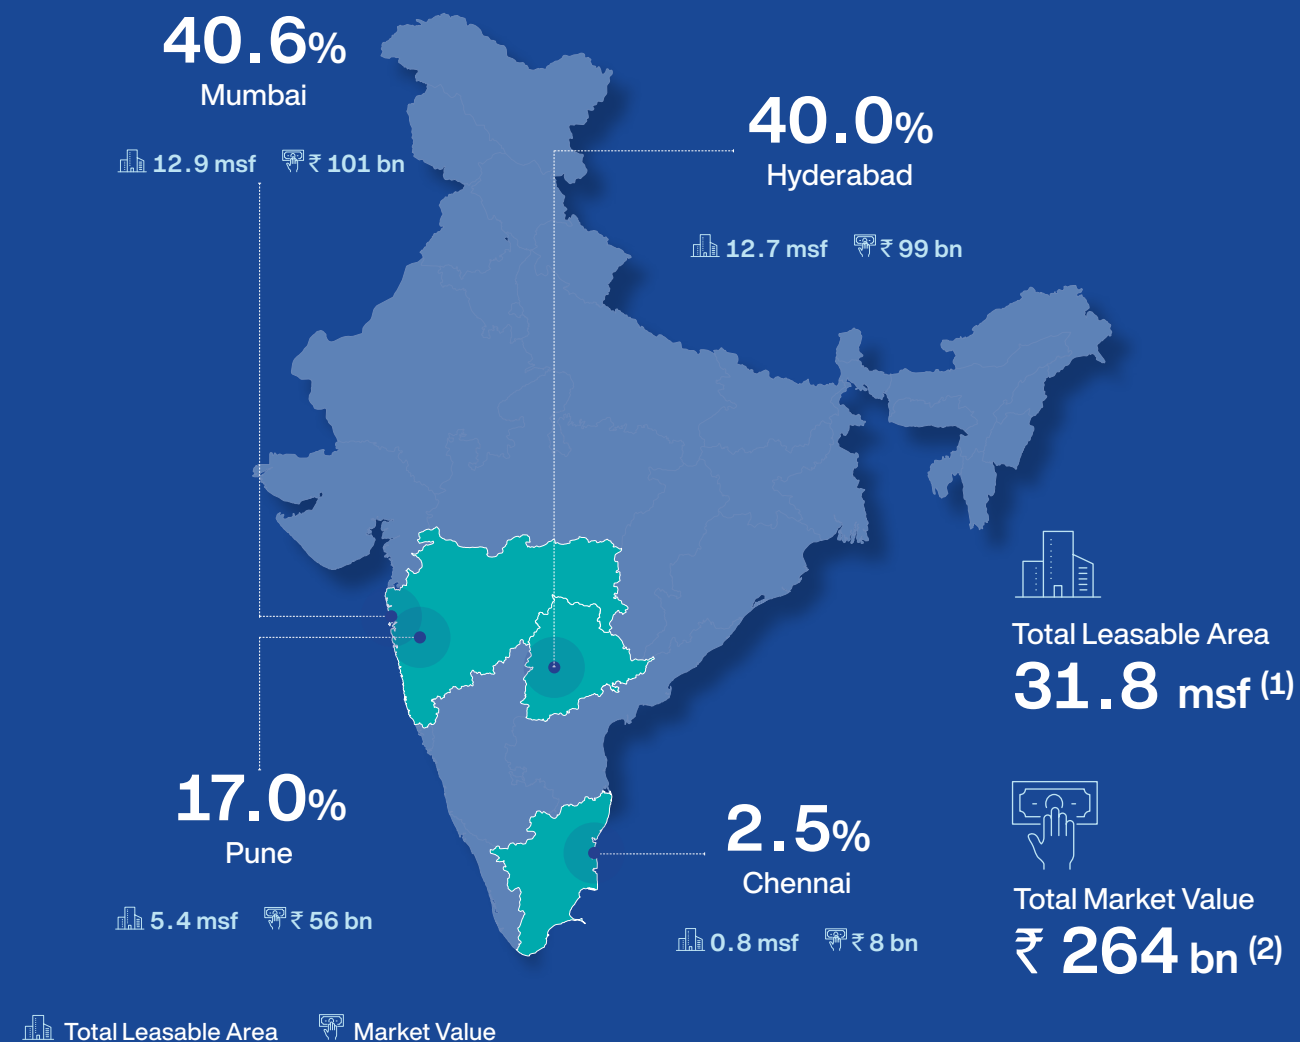 40.6%
Mumbai
12.9 msf ₹ 101 bn
40.0%
Hyderabad
12.7 msf ₹ 99 bn
Total Leasable Area
31.8 msf (1)
17.0%
Pune
5.4 msf ₹ 56 bn
2.5%
Chennai
0.8 msf ₹ 8 bn
Total Market Value
₹ 264 bn (2)
Total Leasable Area Market Value